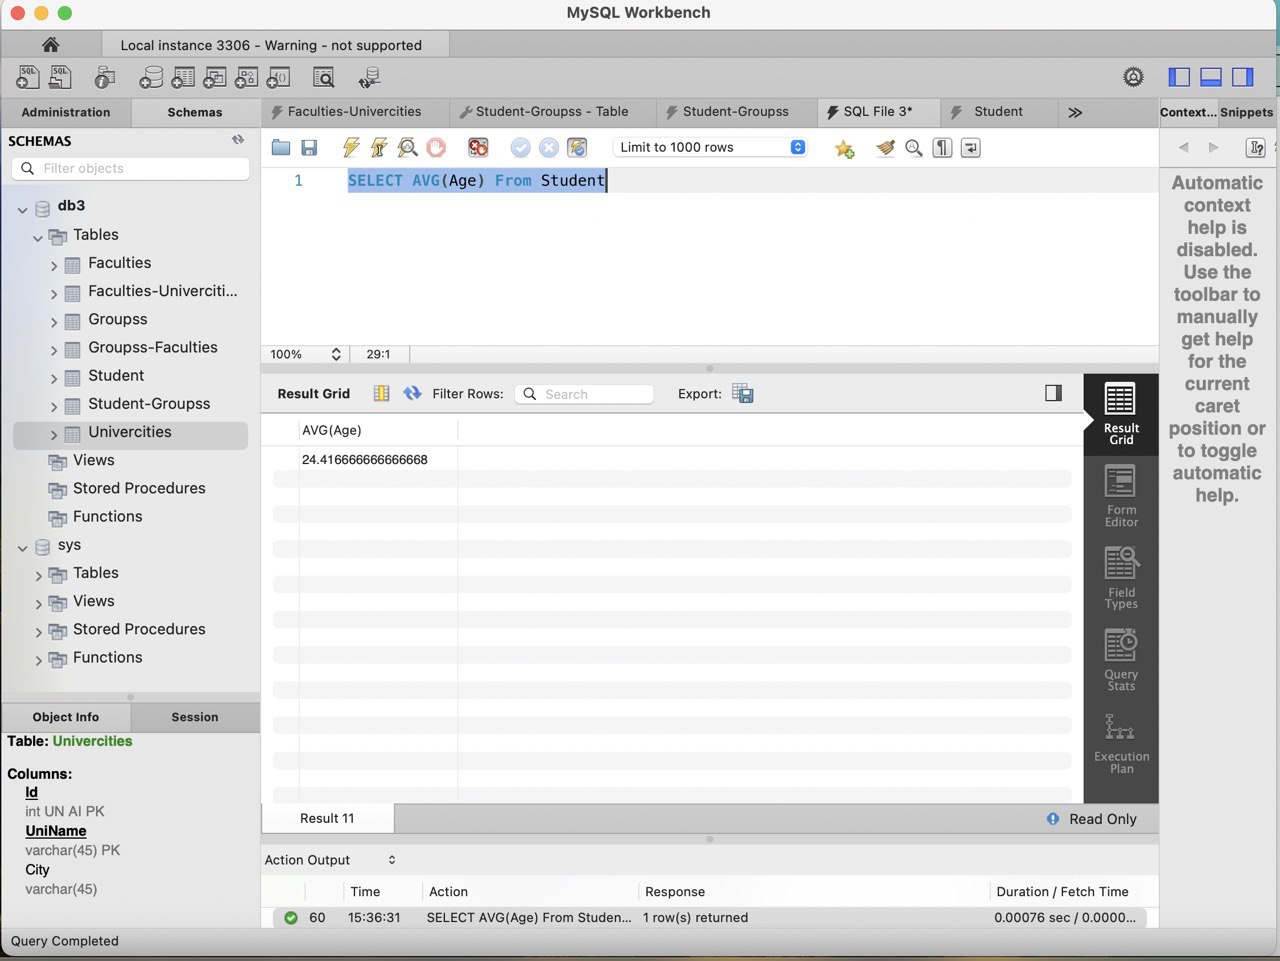 MySQL Workbench
Local instance 3306 - Warning - not supported
Administration
Schemas
Faculties-Univercities
Student-Groupss - Table
Student-Groupss
SQL File 3*
Student
Context...
Snippets
SCHEMAS
Filter objects
Limit to 1000 rows
1 SELECT AVG(Age) From Student
db3
Tables
Faculties
Faculties-Univerciti...
Groupss
Groupss-Faculties
Student
Student-Groupss
Univercities
Views
Stored Procedures
Functions
sys
Tables
Views
Stored Procedures
Functions
100%
29:1
Result Grid
Filter Rows:
Search
Export:
AVG(Age)
24.416666666666668
Result
Grid
Form
Editor
Field
Types
Query
Stats
Execution
Plan
Automatic
context
help is
disabled.
Use the
toolbar to
manually
get help
for the
current
caret
position or
to toggle
automatic
help.
Object Info
Session
Table: Univercities
Columns:
Id
int UN AI PK
UniName
varchar(45) PK
City
varchar(45)
Result 11
Read Only
Action Output
Time
Action
Response
Duration / Fetch Time
60
15:36:31
SELECT AVG(Age) From Studen...
1 row(s) returned
0.00076 sec / 0.0000...
Query Completed